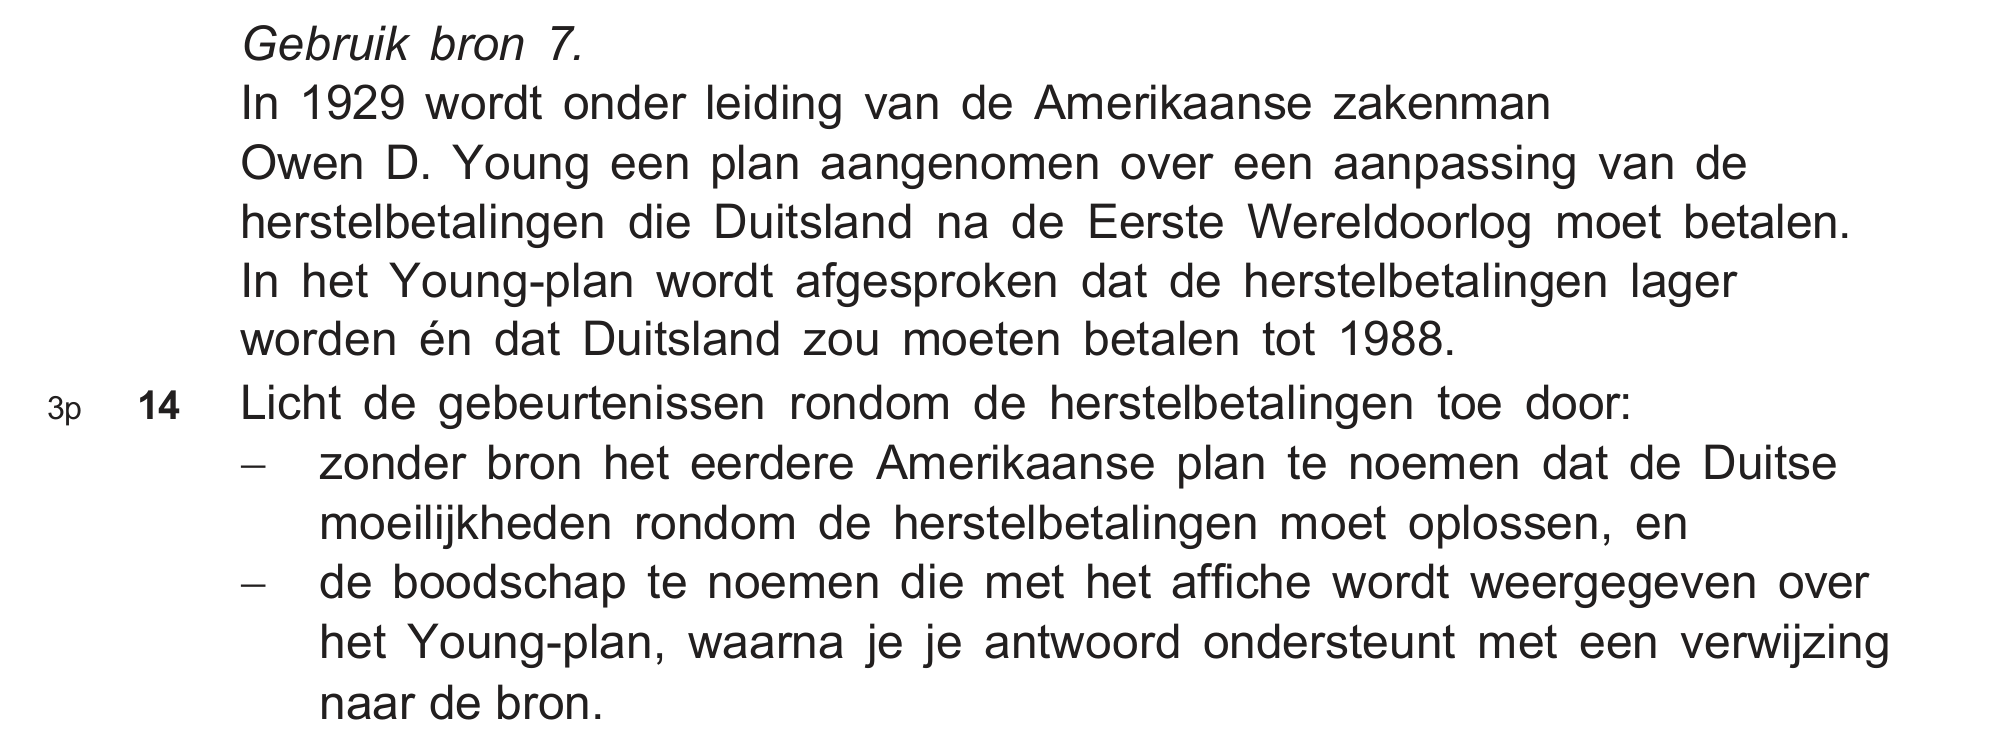 Gebruik bron 7.
In 1929 wordt onder leiding van de Amerikaanse zakenman
Owen D. Young een plan aangenomen over een aanpassing van de
herstelbetalingen die Duitsland na de Eerste Wereldoorlog moet betalen.
In het Young-plan wordt afgesproken dat de herstelbetalingen lager
worden én dat Duitsland zou moeten betalen tot 1988.
3p 14 Licht de gebeurtenissen rondom de herstelbetalingen toe door:
– zonder bron het eerdere Amerikaanse plan te noemen dat de Duitse
moeilijkheden rondom de herstelbetalingen moet oplossen, en
– de boodschap te noemen die met het affiche wordt weergegeven over
het Young-plan, waarna je je antwoord ondersteunt met een verwijzing
naar de bron.